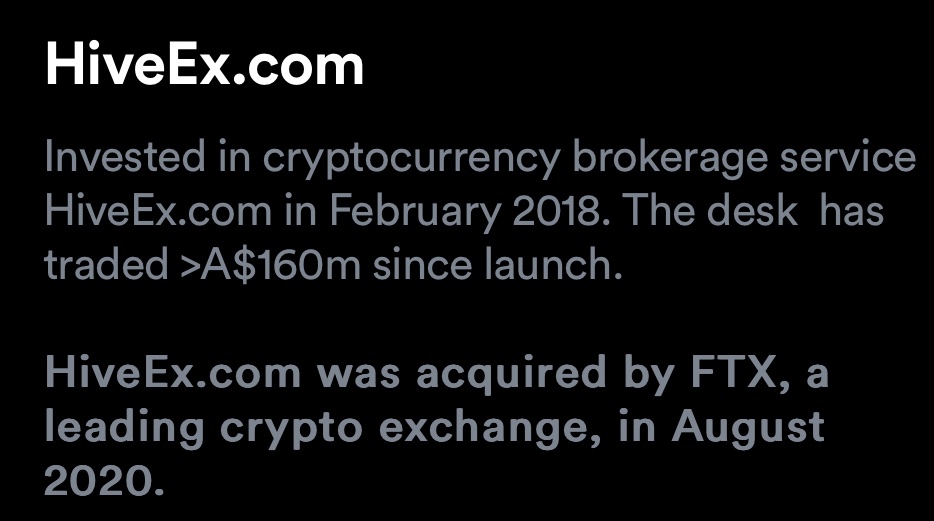 HiveEx.com
Invested in cryptocurrency brokerage service
HiveEx.com in February 2018. The desk  has
traded >A$160m since launch.
HiveEx.com was acquired by FTX, a
leading crypto exchange, in August
2020.